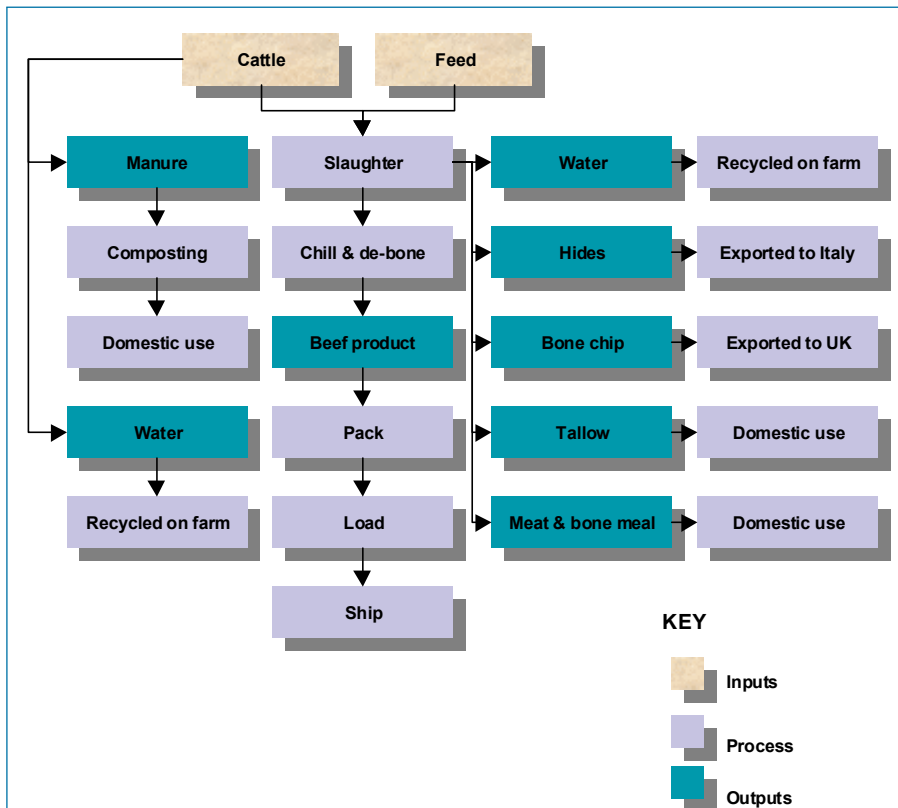 Cattle
Feed
Manure
Slaughter
Water
Recycled on farm
Composting
Chill & de-bone
Hides
Exported to Italy
Domestic use
Beef product
Bone chip
Exported to UK
Water
Pack
Tallow
Domestic use
Recycled on farm
Load
Meat & bone meal
Domestic use
Ship
KEY
Inputs
Process
Outputs